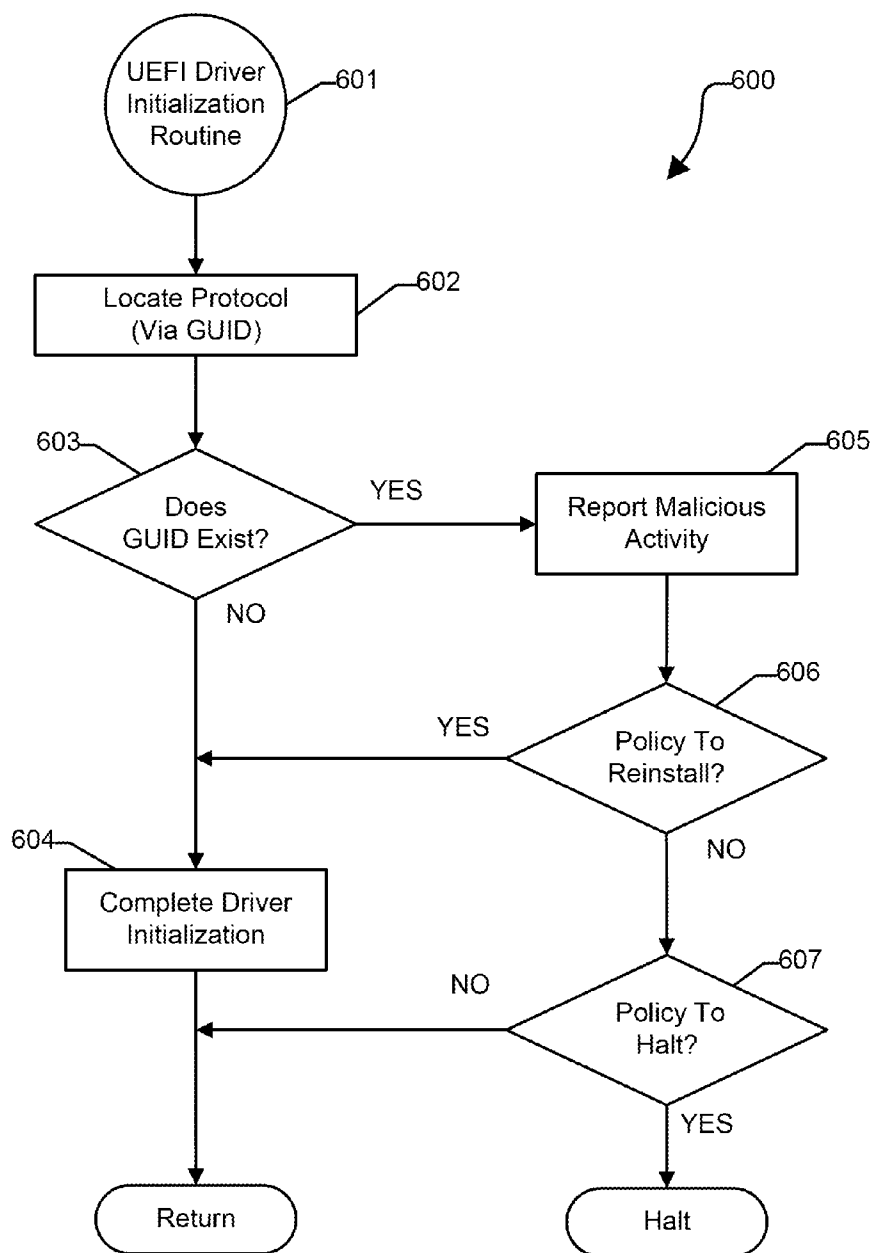 UEFI Driver
Initialization
Routine
601
600
Locate Protocol
(Via GUID)
602
603
Does
GUID Exist?
YES
NO
605
Report Malicious
Activity
606
Policy To
Reinstall?
YES
NO
604
Complete Driver
Initialization
607
Policy To
Halt?
NO
YES
Return
Halt